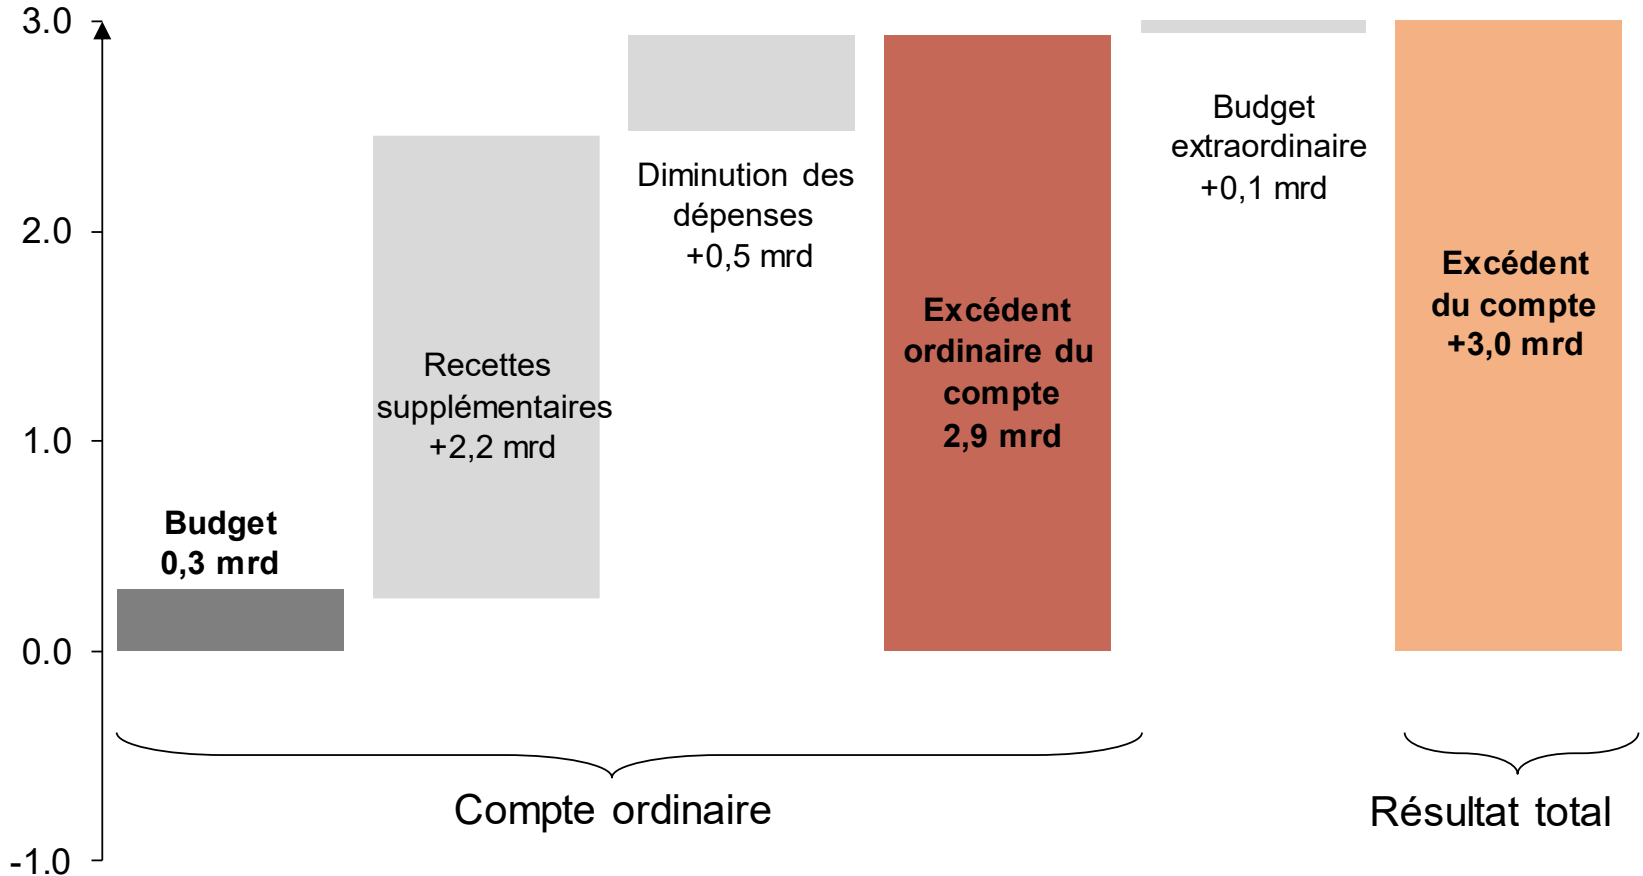 3.0
2.0
1.0
0.0
-1.0
Budget
0,3 mrd
Recettes
supplémentaires
+2,2 mrd
Diminution des
dépenses
+0,5 mrd
Excédent
ordinaire du
compte
2,9 mrd
Budget
extraordinaire
+0,1 mrd
Excédent
du compte
+3,0 mrd
Compte ordinaire
Résultat total